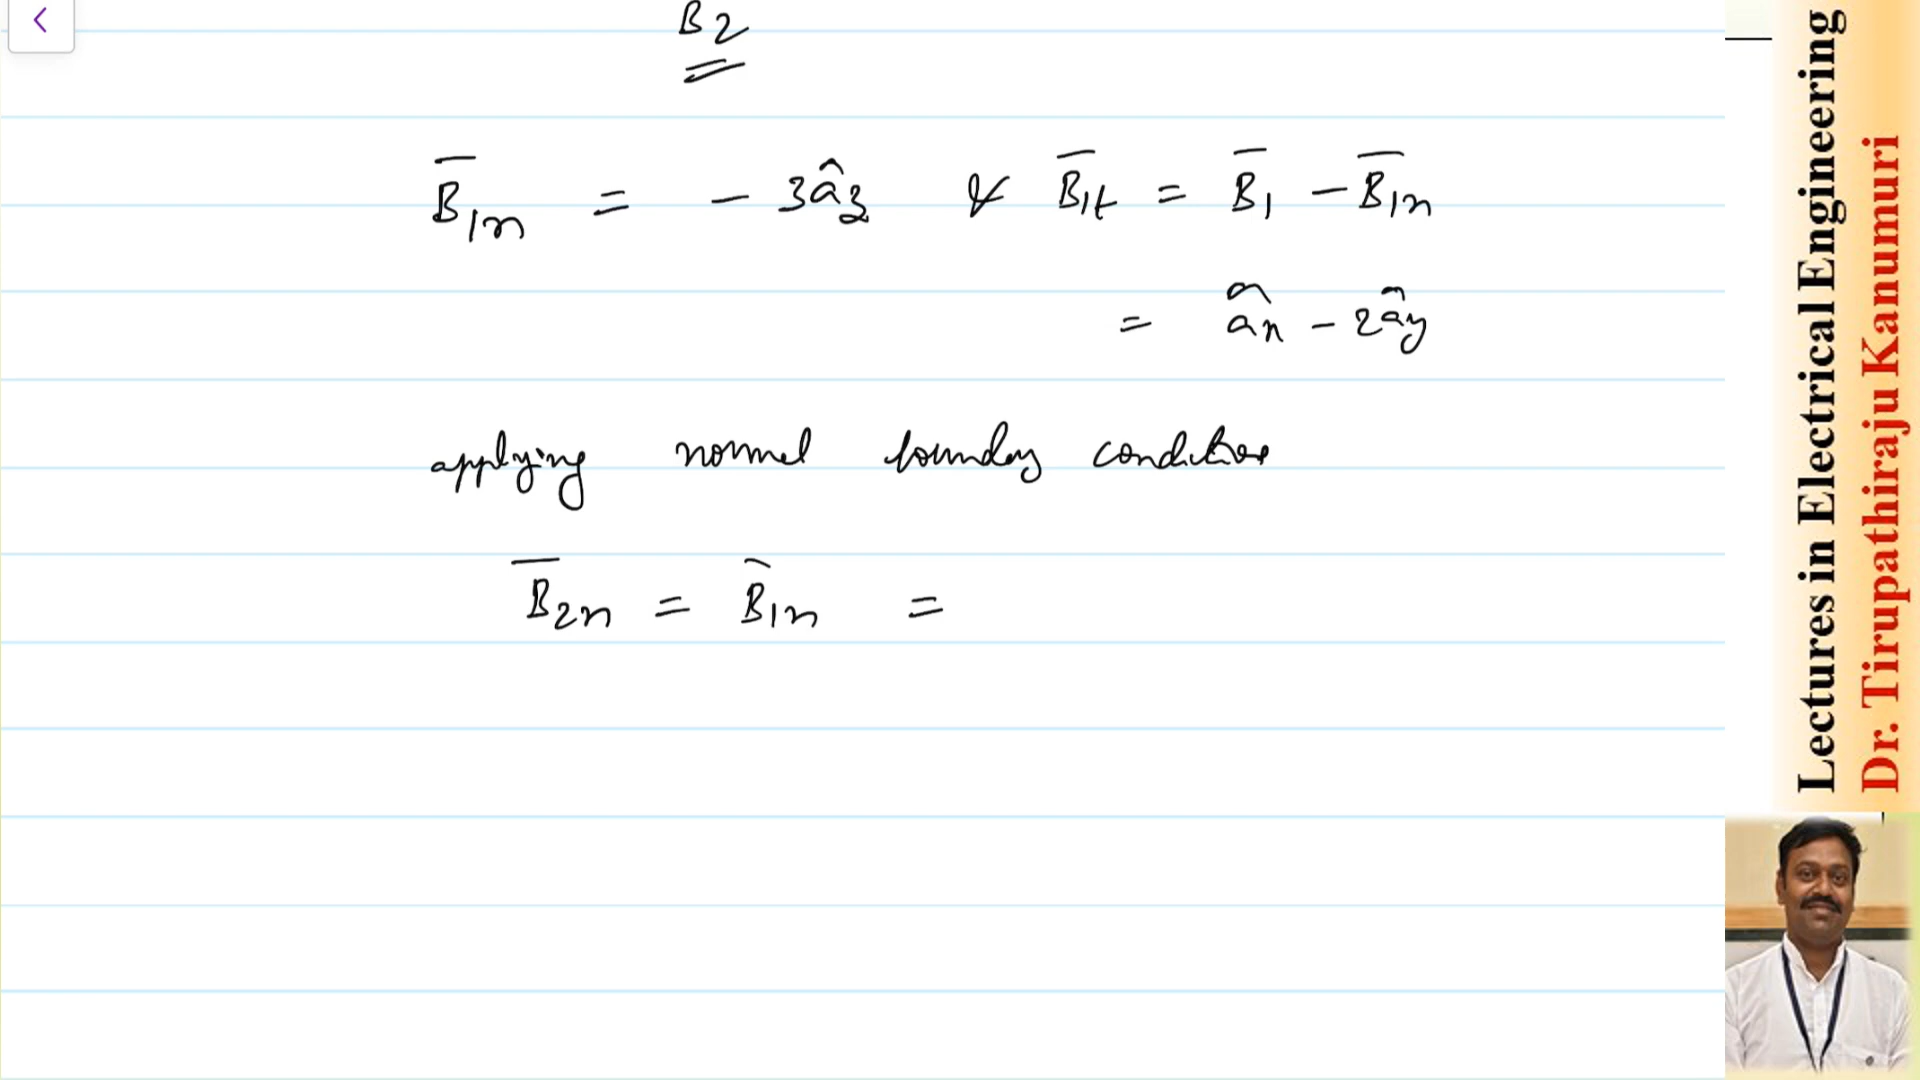 B2
B̅1n = - 3âz & B̅1t = B̅1 - B̅1n
= âx - 2ây
applying normal boundary conditions
B̅2n = B̅1n =
Lectures in Electrical Engineering
Dr. Tirupathiraju Kanumuri